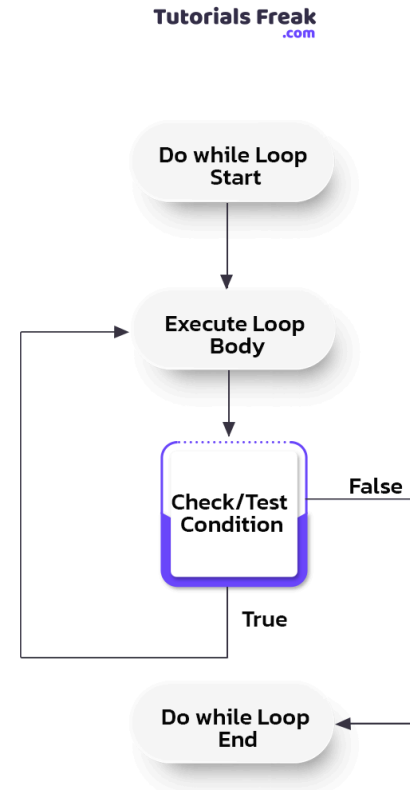 Tutorials Freak
.com
Do while Loop
Start
Execute Loop
Body
Check/Test
Condition
False
True
Do while Loop
End